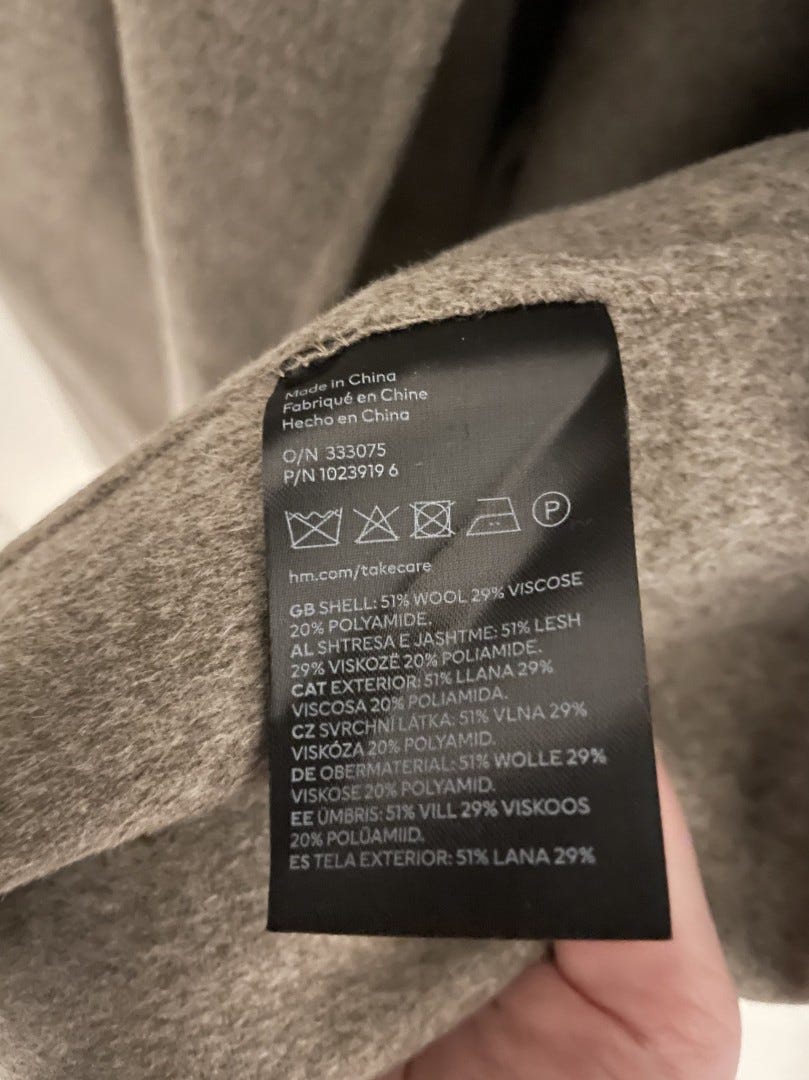 Made in China
Fabriqué en Chine
Hecho en China
O/N 333075
P/N 1023919 6
P
hm.com/takecare
GB SHELL: 51% WOOL 29% VISCOSE
20% POLYAMIDE.
AL SHTRESA E JASHTME: 51% LESH
29% VISKOZË 20% POLIAMIDE.
CAT EXTERIOR: 51% LLANA 29%
VISCOSA 20% POLIAMIDA.
CZ SVRCHNÍ LÁTKA: 51% VLNA 29%
VISKÓZA 20% POLYAMID.
DE OBERMATERIAL: 51% WOLLE 29%
VISKOSE 20% POLYAMID.
EE ÜMBRIS: 51% VILL 29% VISKOOS
20% POLÜAMIID.
ES TELA EXTERIOR: 51% LANA 29%